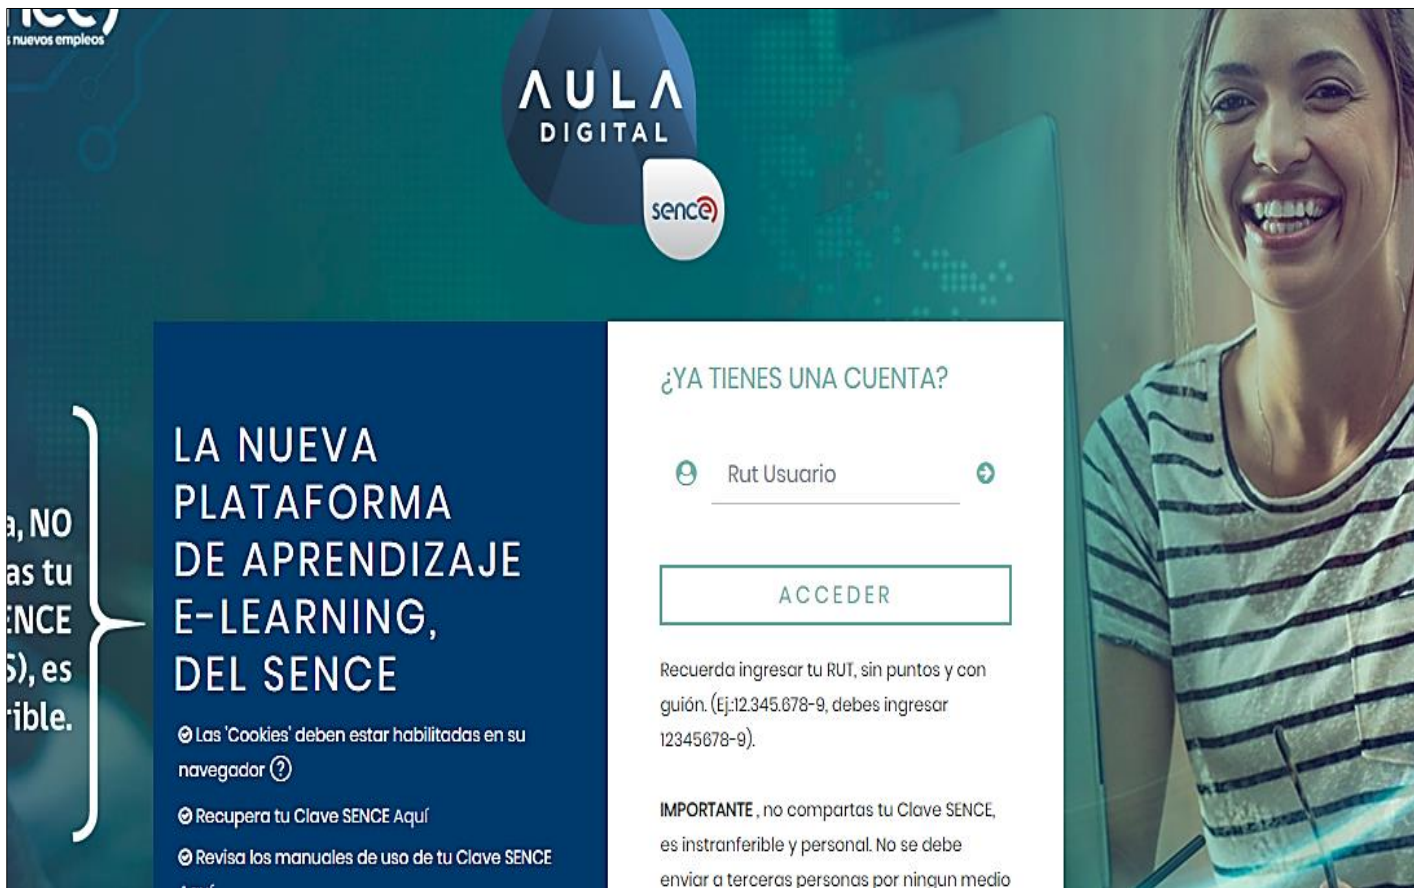 s nuevos empleos
AULA
DIGITAL
sence
a, NO
as tu
ENCE
S), es
rible.
LA NUEVA
PLATAFORMA
DE APRENDIZAJE
E-LEARNING,
DEL SENCE
Las 'Cookies' deben estar habilitadas en su
navegador ?
Recupera tu Clave SENCE Aquí
Revisa los manuales de uso de tu Clave SENCE
¿YA TIENES UNA CUENTA?
Rut Usuario
ACCEDER
Recuerda ingresar tu RUT, sin puntos y con
guión. (Ej.:12.345.678-9, debes ingresar
12345678-9).
IMPORTANTE , no compartas tu Clave SENCE,
es instranferible y personal. No se debe
enviar a terceras personas por ningun medio